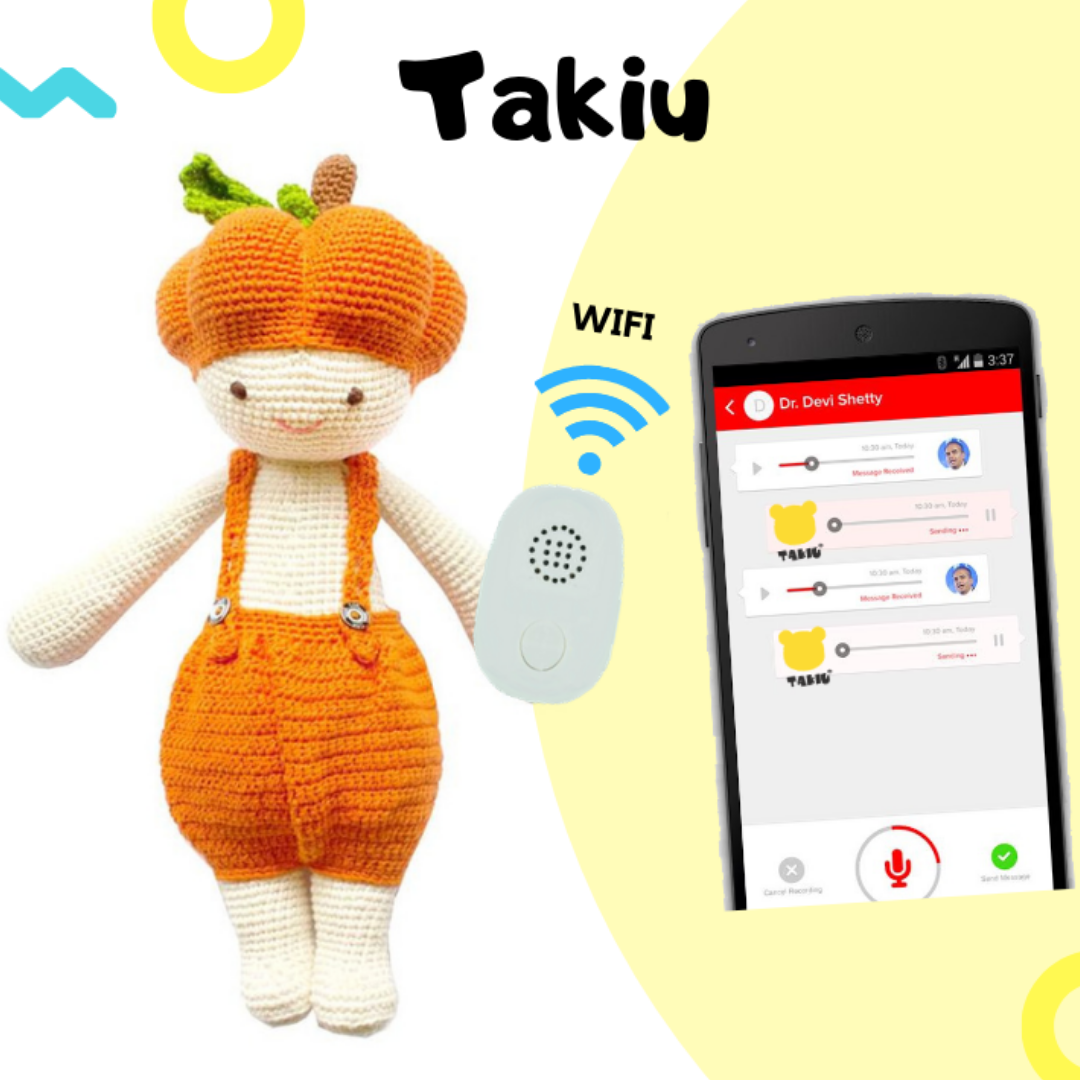 Takiu
WIFI
3:37
D
Dr. Devi Shetty
10:30 am, Today
Message Received
10:30 am, Today
Sending •••
TAKIU
10:30 am, Today
Message Received
10:30 am, Today
Sending •••
TAKIU
Cancel Recording
Send Message